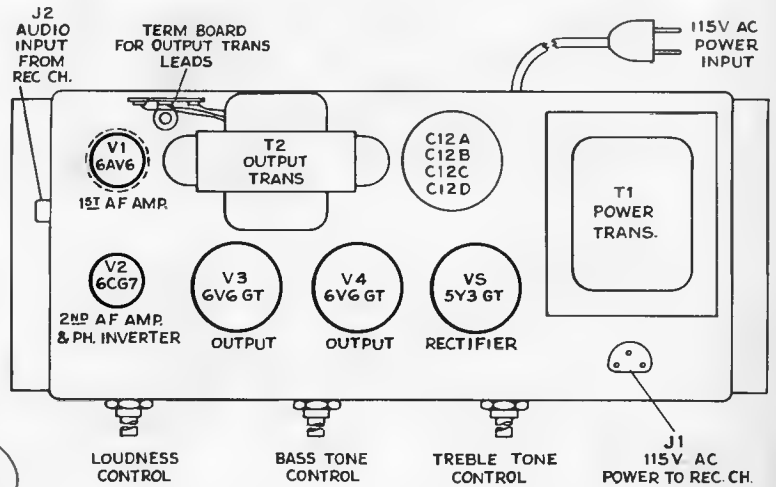 J2
AUDIO
INPUT
FROM
REC CH.
TERM BOARD
FOR OUTPUT TRANS
LEADS
115V AC
POWER
INPUT
V1
6AV6
1ST AF AMP.
T2
OUTPUT
TRANS
C12A
C12B
C12C
C12D
T1
POWER
TRANS.
V2
6CG7
2ND AF AMP.
& PH. INVERTER
V3
6V6 GT
OUTPUT
V4
6V6 GT
OUTPUT
V5
5Y3 GT
RECTIFIER
LOUDNESS
CONTROL
BASS TONE
CONTROL
TREBLE TONE
CONTROL
J1
115V AC
POWER TO REC. CH.